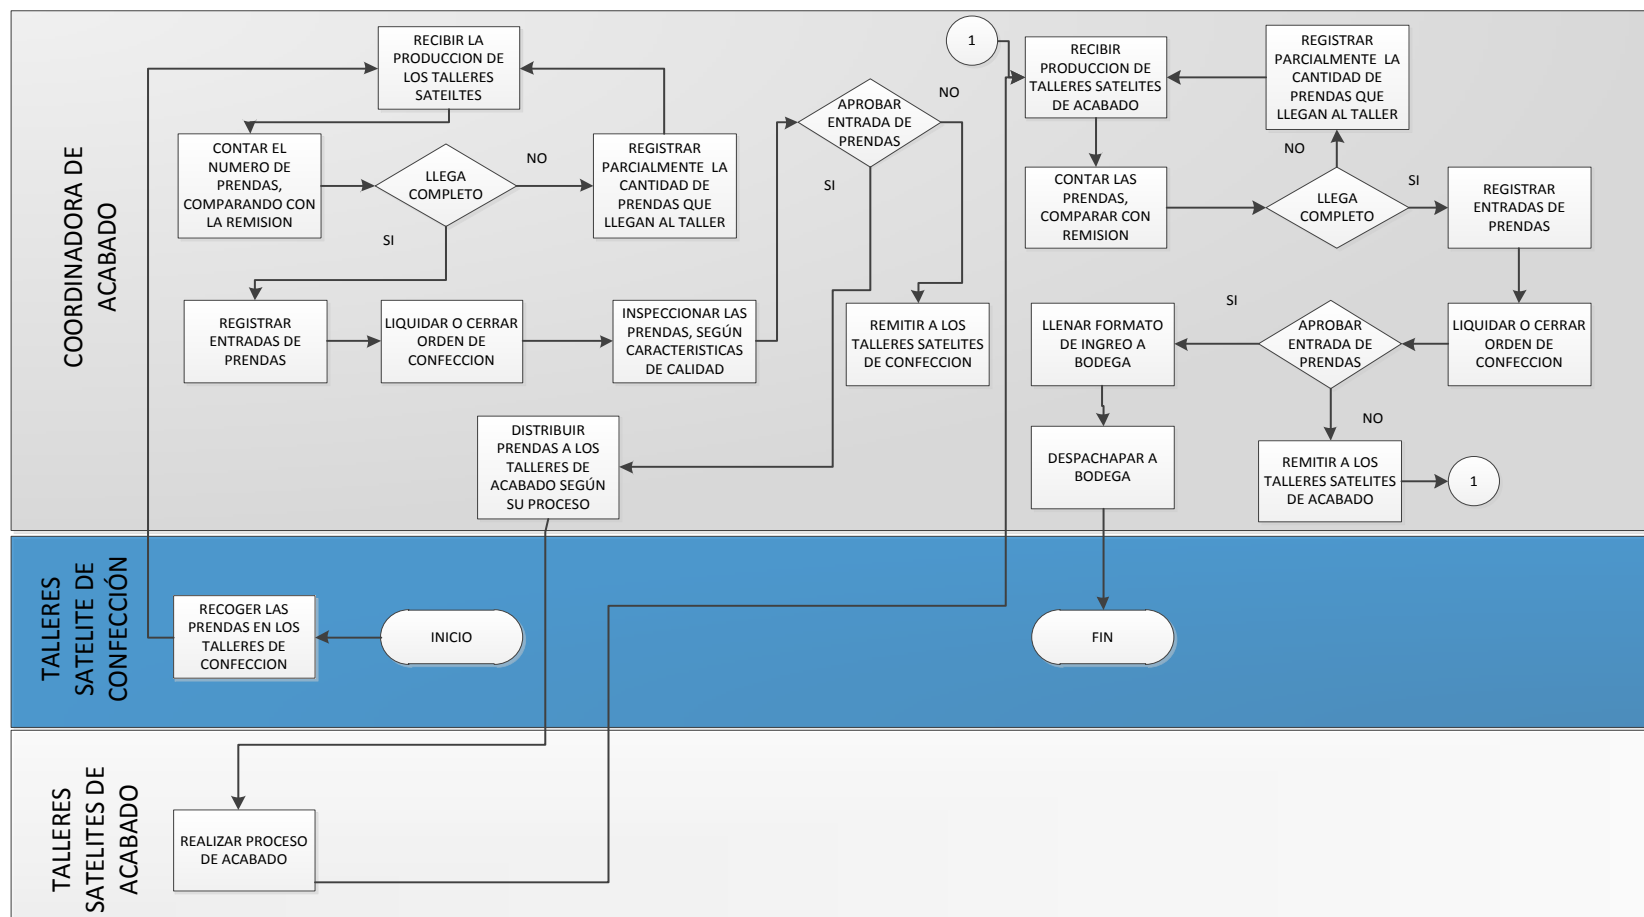 COORDINADORA DE
ACABADO
RECIBIR LA
PRODUCCION DE
LOS TALLERES
SATEILTES
CONTAR EL
NUMERO DE
PRENDAS,
COMPARANDO CON
LA REMISION
LLEGA
COMPLETO
NO
SI
REGISTRAR
PARCIALMENTE LA
CANTIDAD DE
PRENDAS QUE
LLEGAN AL TALLER
REGISTRAR
ENTRADAS DE
PRENDAS
LIQUIDAR O CERRAR
ORDEN DE
CONFECCION
INSPECCIONAR LAS
PRENDAS, SEGÚN
CARACTERISTICAS
DE CALIDAD
APROBAR
ENTRADA DE
PRENDAS
NO
SI
REMITIR A LOS
TALLERES SATELITES
DE CONFECCION
DISTRIBUIR
PRENDAS A LOS
TALLERES DE
ACABADO SEGÚN
SU PROCESO
1
RECIBIR
PRODUCCION DE
TALLERES SATELITES
DE ACABADO
CONTAR LAS
PRENDAS,
COMPARAR CON
REMISION
LLEGA
COMPLETO
NO
SI
REGISTRAR
PARCIALMENTE LA
CANTIDAD DE
PRENDAS QUE
LLEGAN AL TALLER
REGISTRAR
ENTRADAS DE
PRENDAS
LIQUIDAR O CERRAR
ORDEN DE
CONFECCION
APROBAR
ENTRADA DE
PRENDAS
SI
NO
LLENAR FORMATO
DE INGREO A
BODEGA
DESPACHAPAR A
BODEGA
REMITIR A LOS
TALLERES SATELITES
DE ACABADO
1
TALLERES
SATELITE DE
CONFECCIÓN
RECOGER LAS
PRENDAS EN LOS
TALLERES DE
CONFECCION
INICIO
FIN
TALLERES
SATELITES DE
ACABADO
REALIZAR PROCESO
DE ACABADO